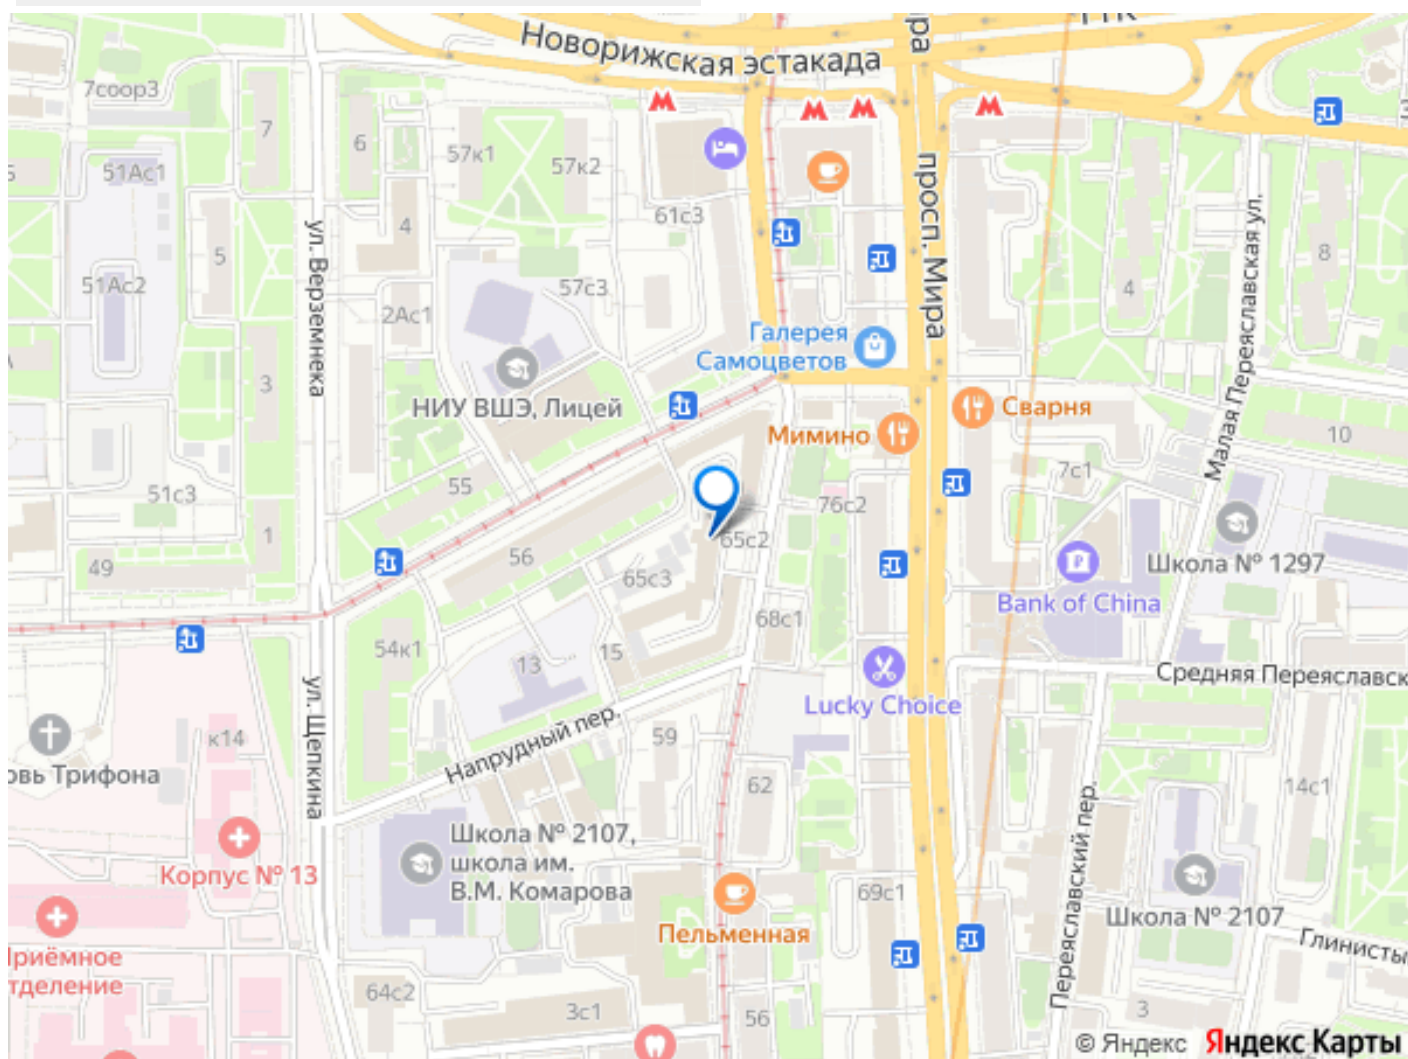 Новорижская эстакада
ТТК
7соор3
7
6
57к1
57к2
51Ас1
61с3
4
5
просп. Мира
ул. Верземнека
Малая Переяславская ул.
8
51Ас2
57с3
2Ас1
4
Галерея
Самоцветов
3
НИУ ВШЭ, Лицей
Сварня
Мимино
10
7с1
51с3
55
76с2
1
56
65с2
Школа № 1297
49
65с3
Bank of China
68с1
54к1
15
13
Средняя Переяславск
ул. Щепкина
Lucky Choice
Напрудный пер.
к14
59
овь Трифона
62
14с1
Переяславский пер.
Школа № 2107,
школа им.
В.М. Комарова
Корпус № 13
69с1
Школа № 2107
Пельменная
Глинисты
Приёмное
тделение
64с2
3с1
56
3
© Яндекс Яндекс Карты